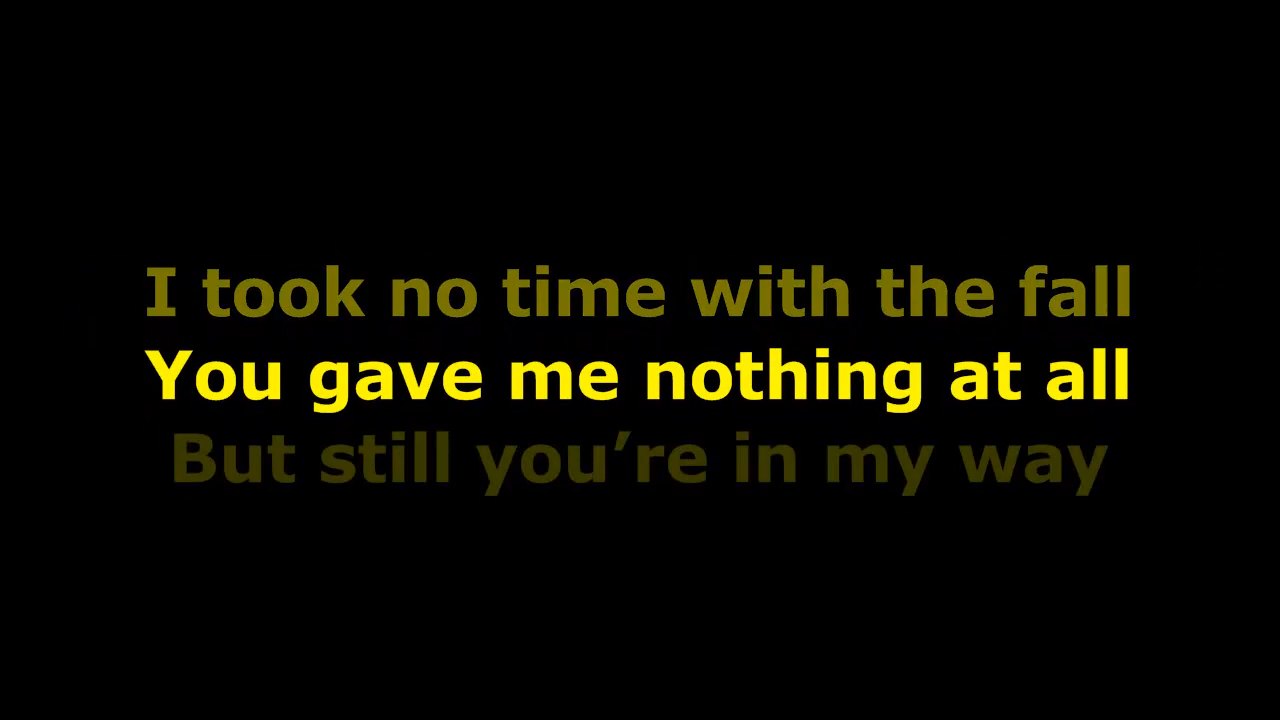 I took no time with the fall
You gave me nothing at all
But still you’re in my way